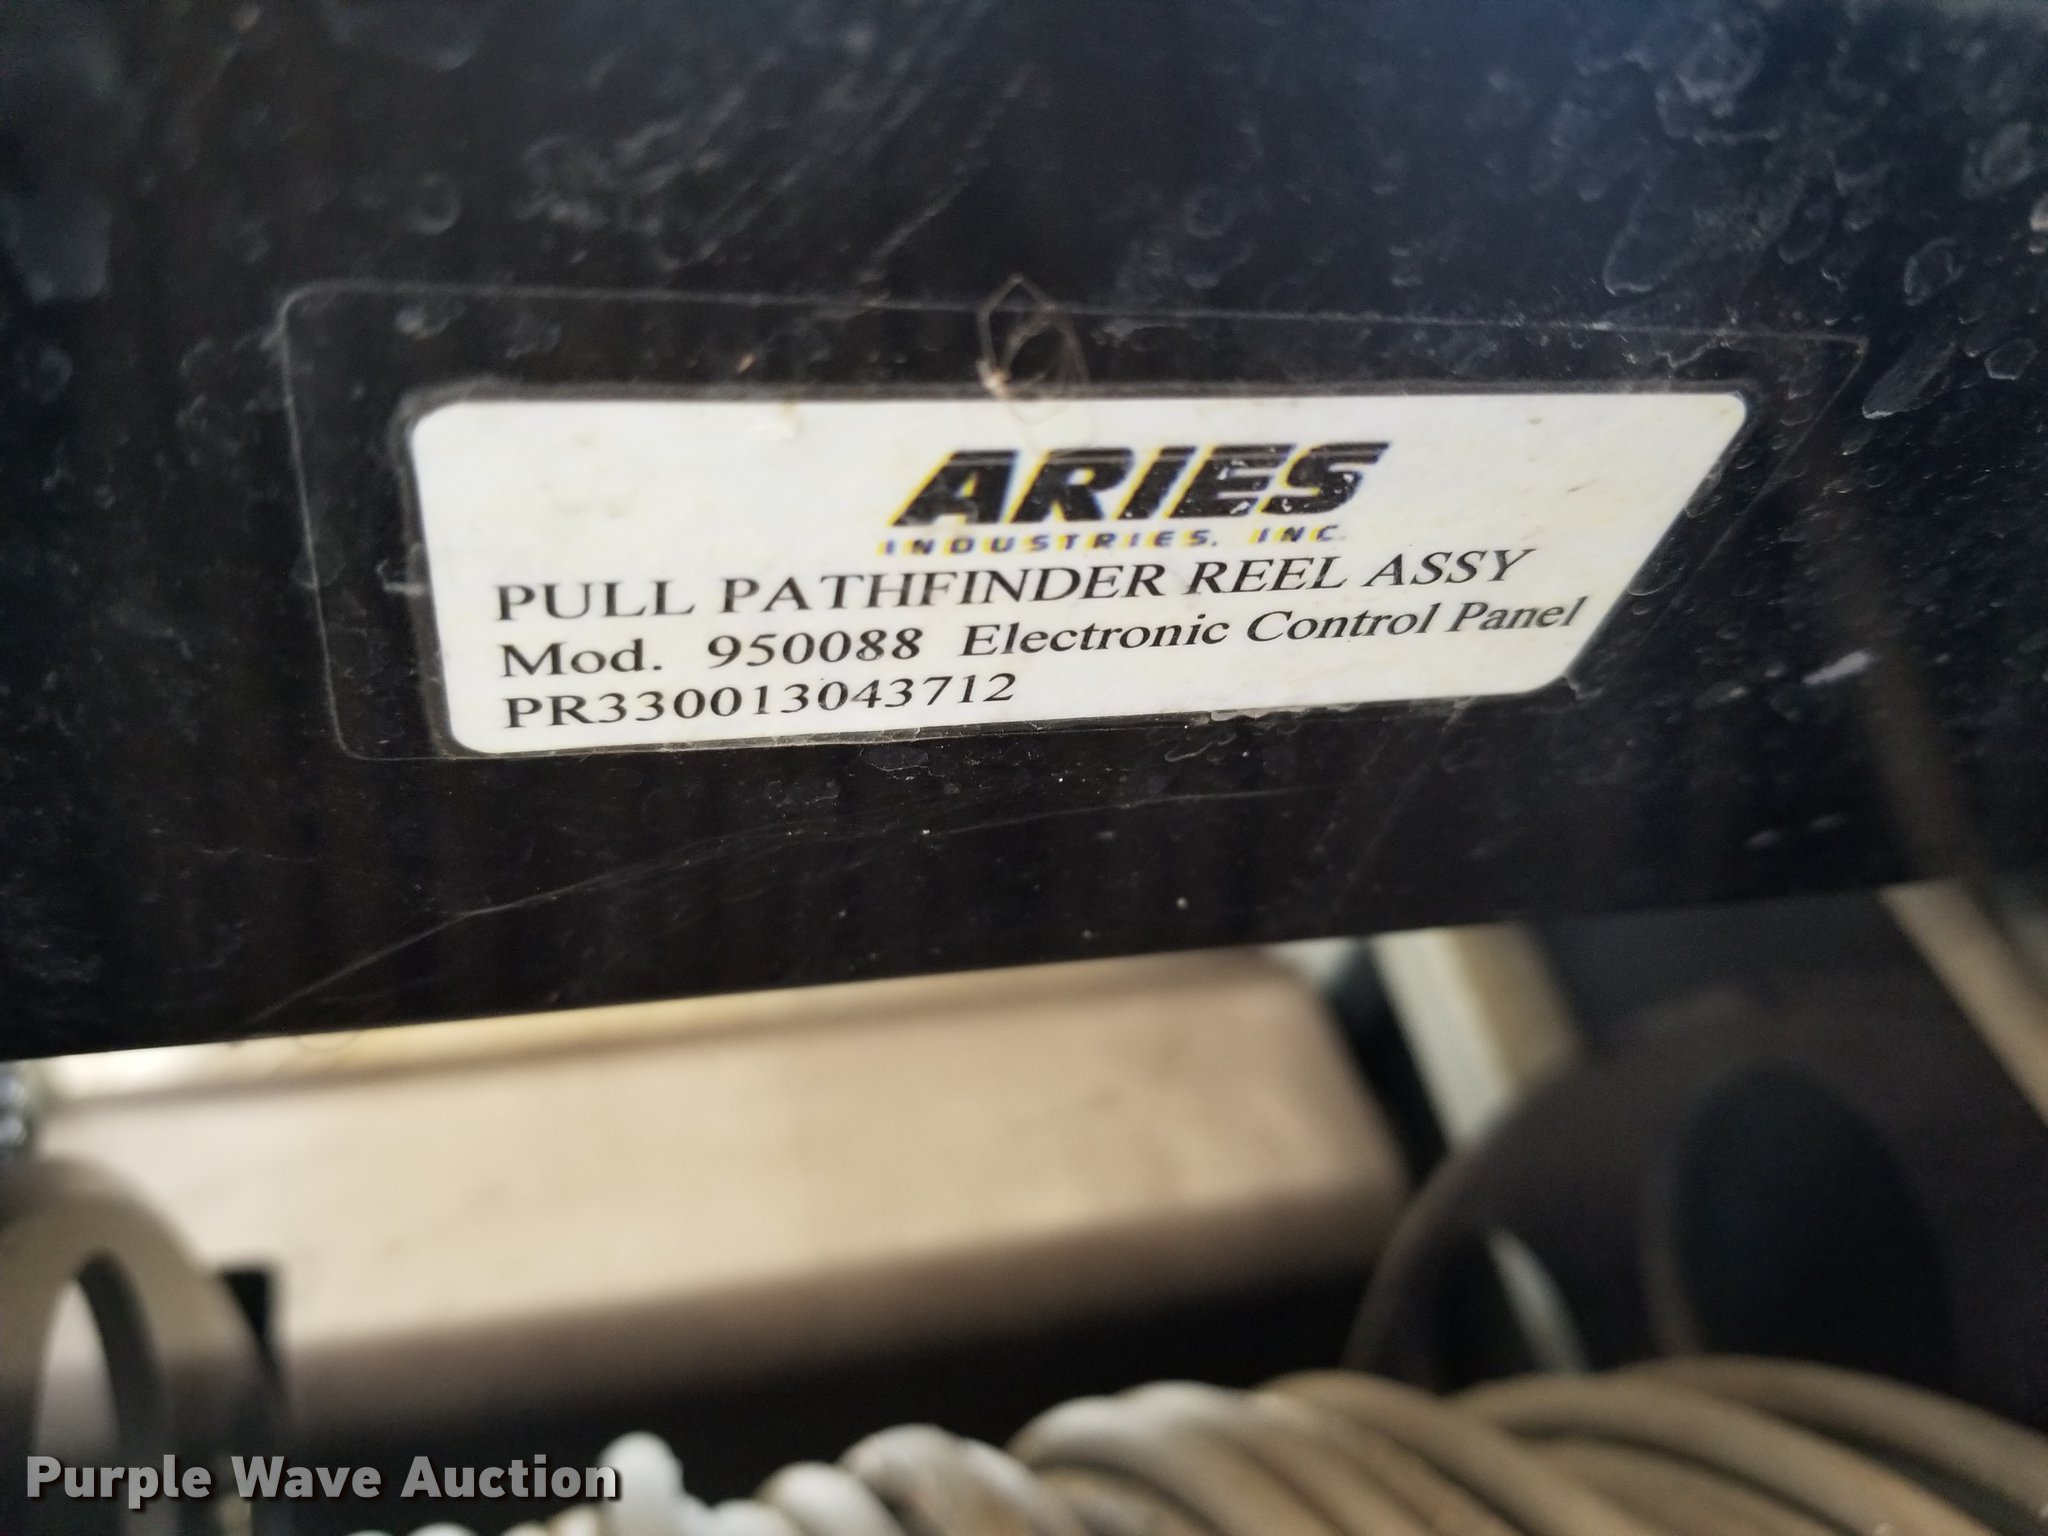 ARIES
INDUSTRIES, INC.
PULL PATHFINDER REEL ASSY
Mod. 950088 Electronic Control Panel
PR330013043712
Purple Wave Auction